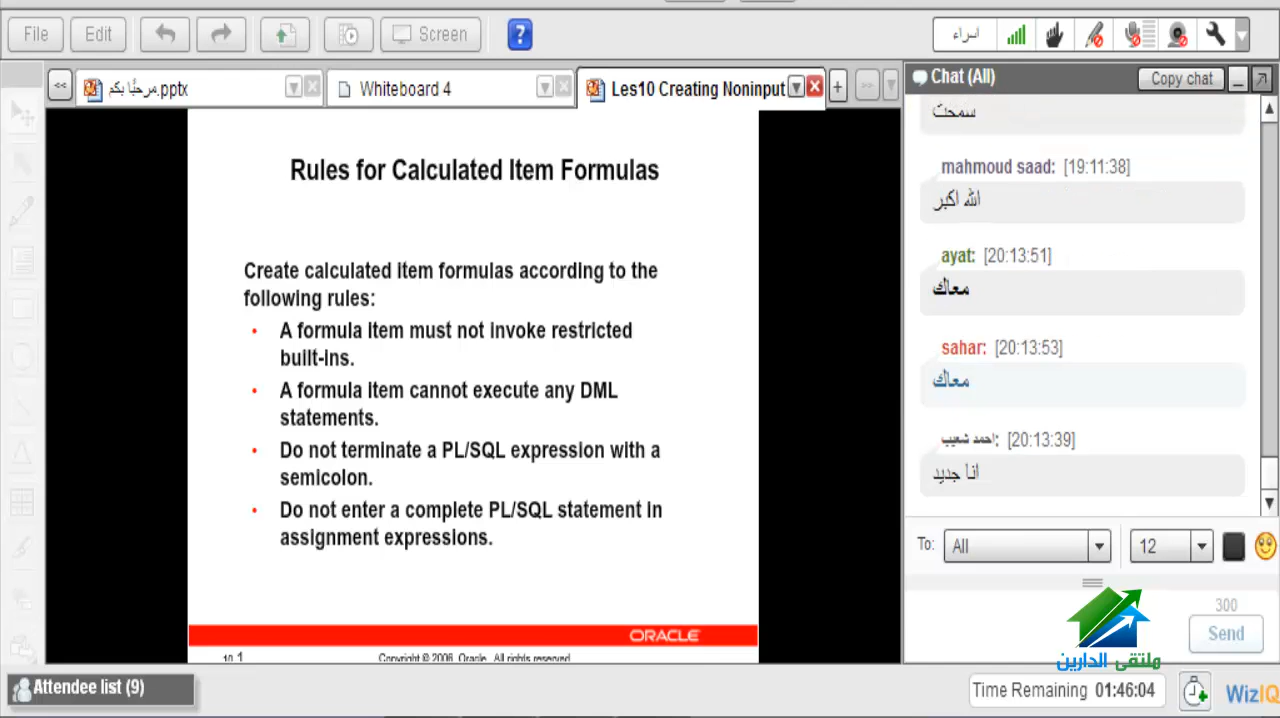 File
Edit
Screen
?
اسراء
<<
مرحبًا بكم.pptx
Whiteboard 4
Les10 Creating Noninput
+
>>
Chat (All)
Copy chat
سمحت
mahmoud saad: [19:11:38]
الله اكبر
ayat: [20:13:51]
معاك
sahar: [20:13:53]
معاك
احمد شعيب: [20:13:39]
انا جديد
Rules for Calculated Item Formulas
Create calculated item formulas according to the
following rules:
• A formula item must not invoke restricted
built-ins.
• A formula item cannot execute any DML
statements.
• Do not terminate a PL/SQL expression with a
semicolon.
• Do not enter a complete PL/SQL statement in
assignment expressions.
ORACLE
10.1
Copyright © 2006, Oracle. All rights reserved.
To:
All
12
300
Send
ملتقى الدارين
Attendee list (9)
Time Remaining 01:46:04
WizIQ